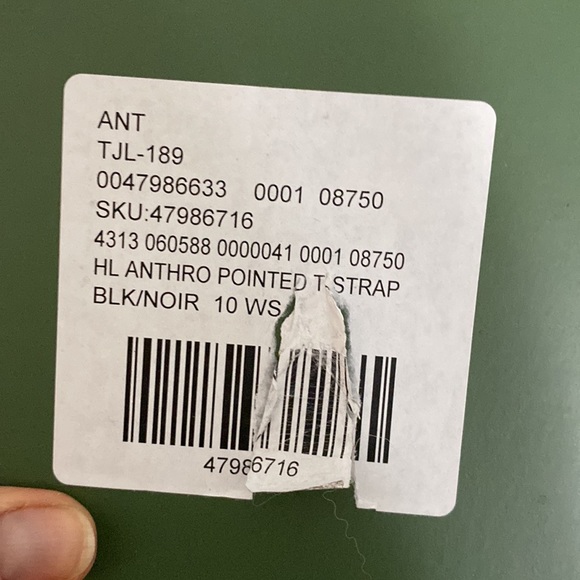 ANT
TJL-189
0047986633 0001 08750
SKU:47986716
4313 060588 0000041 0001 08750
HL ANTHRO POINTED T-STRAP
BLK/NOIR 10 WS
47986716